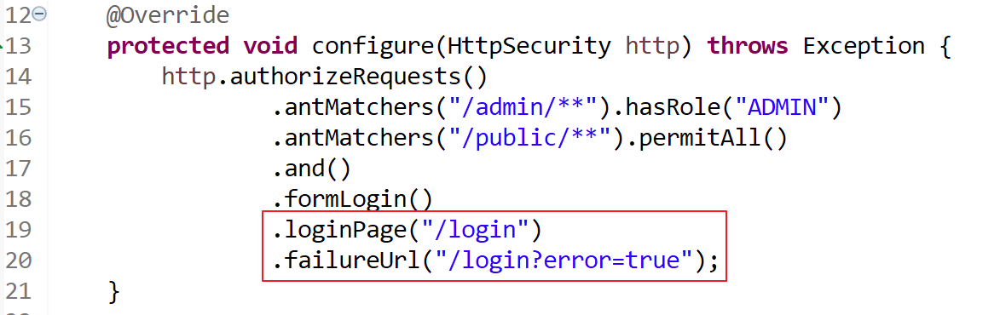 12 @Override
13 protected void configure(HttpSecurity http) throws Exception {
14 http.authorizeRequests()
15 .antMatchers("/admin/**").hasRole("ADMIN")
16 .antMatchers("/public/**").permitAll()
17 .and()
18 .formLogin()
19 .loginPage("/login")
20 .failureUrl("/login?error=true");
21 }